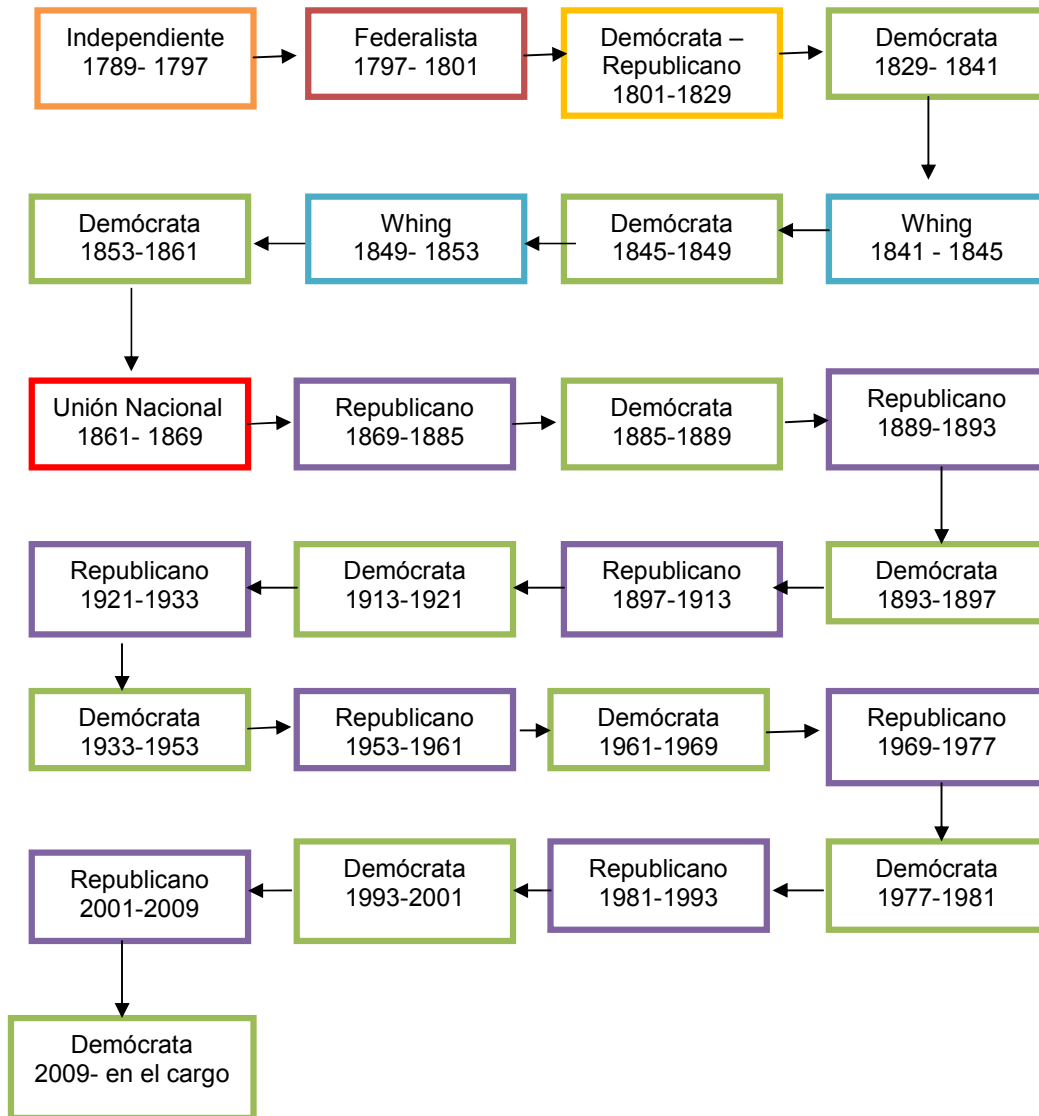 Independiente
1789- 1797
Federalista
1797- 1801
Demócrata –
Republicano
1801-1829
Demócrata
1829- 1841
Whing
1841 - 1845
Demócrata
1845-1849
Whing
1849- 1853
Demócrata
1853-1861
Unión Nacional
1861- 1869
Republicano
1869-1885
Demócrata
1885-1889
Republicano
1889-1893
Demócrata
1893-1897
Republicano
1897-1913
Demócrata
1913-1921
Republicano
1921-1933
Demócrata
1933-1953
Republicano
1953-1961
Demócrata
1961-1969
Republicano
1969-1977
Demócrata
1977-1981
Republicano
1981-1993
Demócrata
1993-2001
Republicano
2001-2009
Demócrata
2009- en el cargo